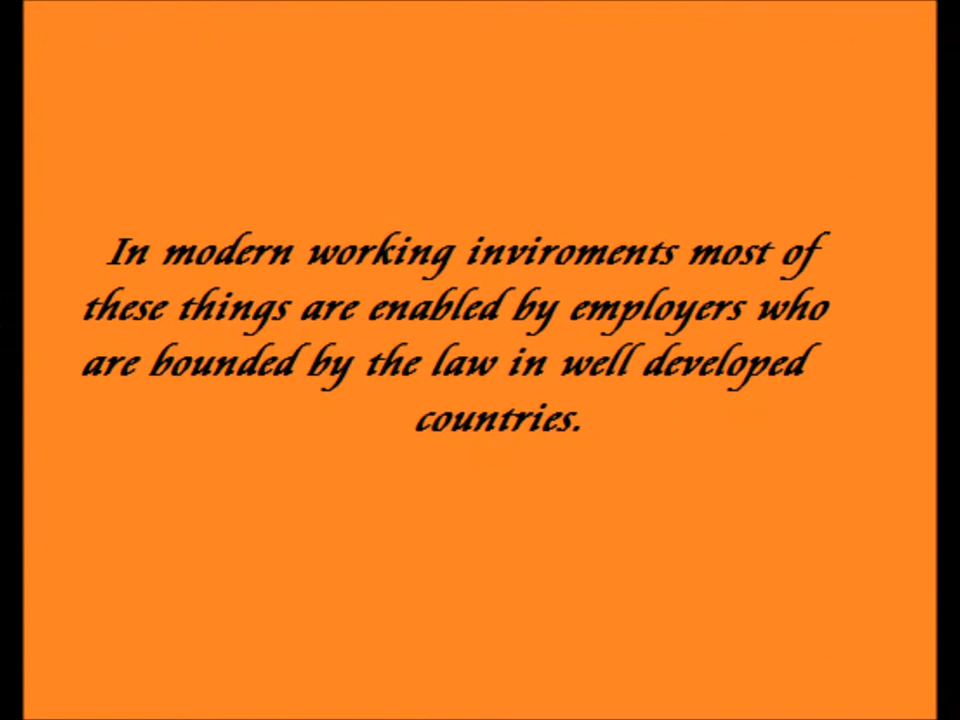 In modern working inviroments most of
these things are enabled by employers who
are bounded by the law in well developed
countries.